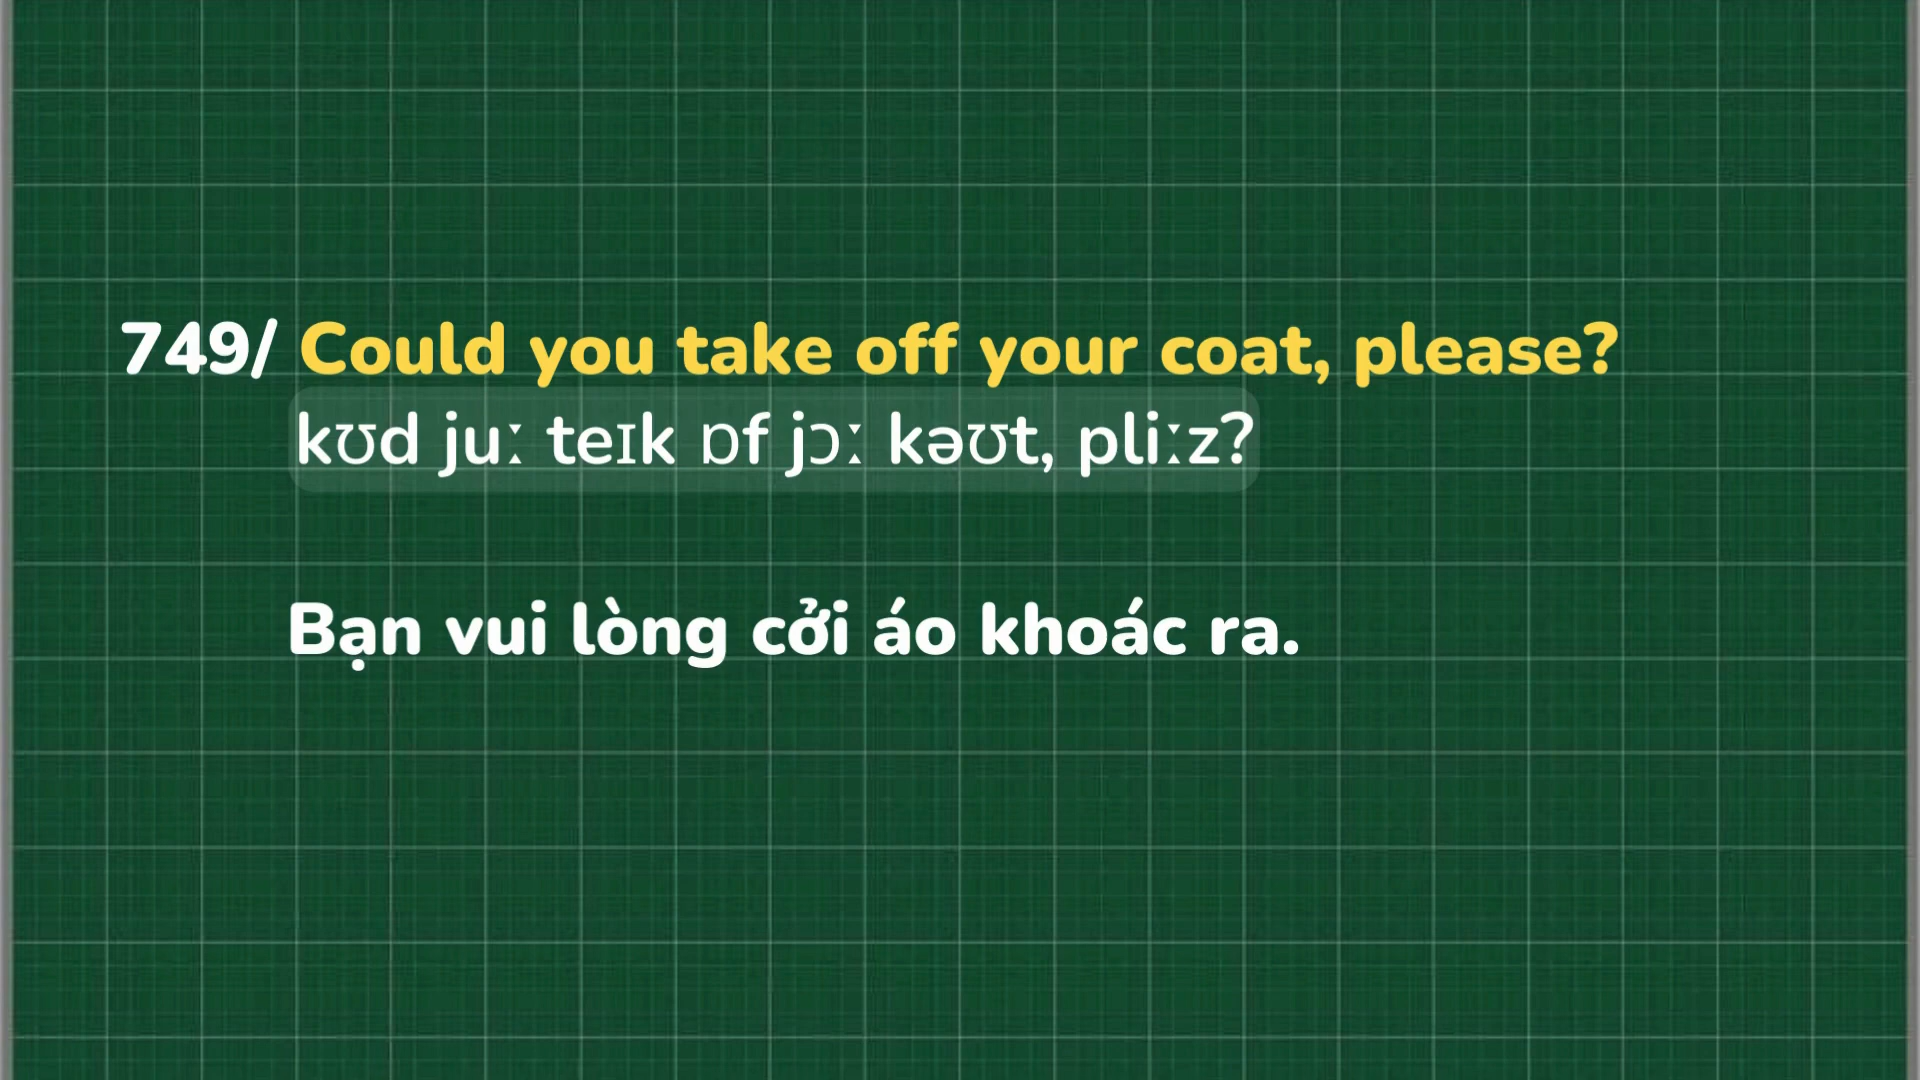 749/ Could you take off your coat, please?
kʊd juː teɪk ɒf jɔː kəʊt, pliːz?
Bạn vui lòng cởi áo khoác ra.